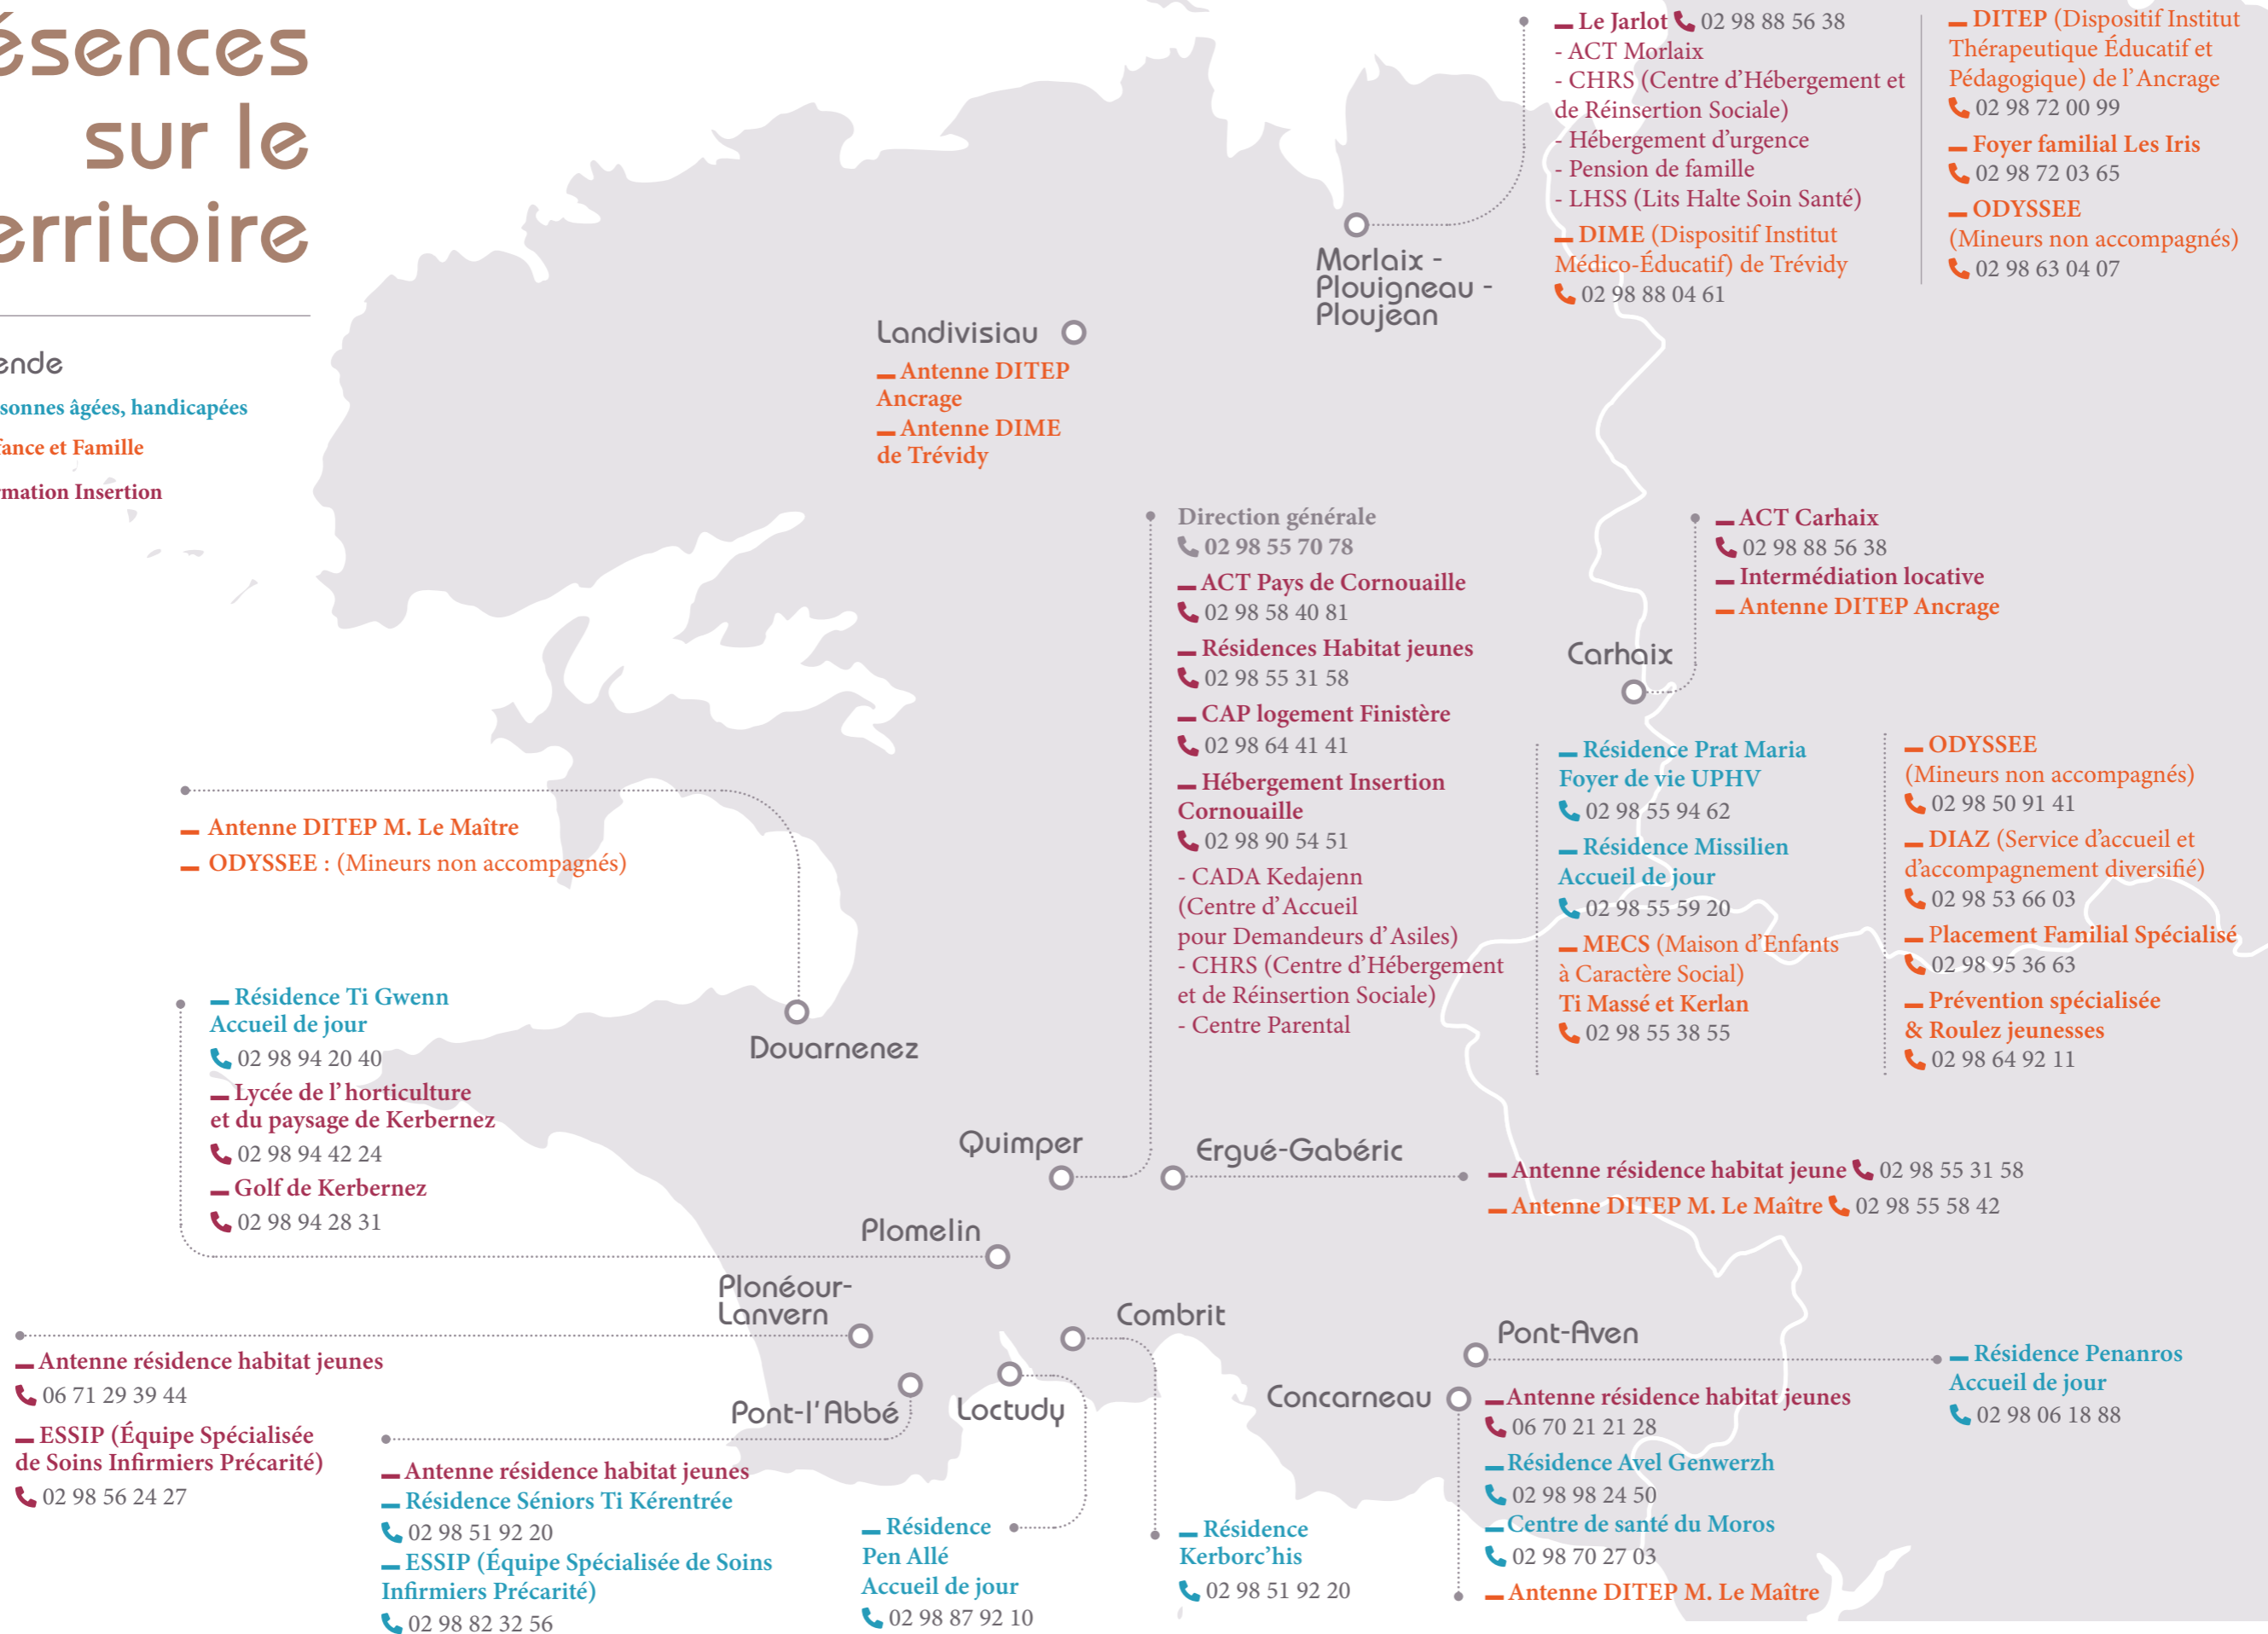 ésences
sur le
erritoire
ende
sonnes âgées, handicapées
fance et Famille
rmation Insertion
Le Jarlot 02 98 88 56 38
- ACT Morlaix
- CHRS (Centre d'Hébergement et
de Réinsertion Sociale)
- Hébergement d'urgence
- Pension de famille
- LHSS (Lits Halte Soin Santé)
DIME (Dispositif Institut
Médico-Éducatif) de Trévidy
02 98 88 04 61
DITEP (Dispositif Institut
Thérapeutique Éducatif et
Pédagogique) de l'Ancrage
02 98 72 00 99
Foyer familial Les Iris
02 98 72 03 65
ODYSSEE
(Mineurs non accompagnés)
02 98 63 04 07
Morlaix -
Plouigneau -
Ploujean
Landivisiau
Antenne DITEP
Ancrage
Antenne DIME
de Trévidy
Direction générale
02 98 55 70 78
ACT Pays de Cornouaille
02 98 58 40 81
Résidences Habitat jeunes
02 98 55 31 58
CAP logement Finistère
02 98 64 41 41
Hébergement Insertion
Cornouaille
02 98 90 54 51
- CADA Kedajenn
(Centre d'Accueil
pour Demandeurs d'Asiles)
- CHRS (Centre d'Hébergement
et de Réinsertion Sociale)
- Centre Parental
ACT Carhaix
02 98 88 56 38
Intermédiation locative
Antenne DITEP Ancrage
Carhaix
Résidence Prat Maria
Foyer de vie UPHV
02 98 55 94 62
Résidence Missilien
Accueil de jour
02 98 55 59 20
MECS (Maison d'Enfants
à Caractère Social)
Ti Massé et Kerlan
02 98 55 38 55
ODYSSEE
(Mineurs non accompagnés)
02 98 50 91 41
DIAZ (Service d'accueil et
d'accompagnement diversifié)
02 98 53 66 03
Placement Familial Spécialisé
02 98 95 36 63
Prévention spécialisée
& Roulez jeunesses
02 98 64 92 11
Antenne DITEP M. Le Maître
ODYSSEE : (Mineurs non accompagnés)
Douarnenez
Résidence Ti Gwenn
Accueil de jour
02 98 94 20 40
Lycée de l'horticulture
et du paysage de Kerbernez
02 98 94 42 24
Golf de Kerbernez
02 98 94 28 31
Quimper
Ergué-Gabéric
Antenne résidence habitat jeune 02 98 55 31 58
Antenne DITEP M. Le Maître 02 98 55 58 42
Plomelin
Plonéour-
Lanvern
Antenne résidence habitat jeunes
06 71 29 39 44
ESSIP (Équipe Spécialisée
de Soins Infirmiers Précarité)
02 98 56 24 27
Pont-l'Abbé
Antenne résidence habitat jeunes
Résidence Séniors Ti Kérentrée
02 98 51 92 20
ESSIP (Équipe Spécialisée de Soins
Infirmiers Précarité)
02 98 82 32 56
Loctudy
Résidence
Pen Allé
Accueil de jour
02 98 87 92 10
Combrit
Résidence
Kerborc'his
02 98 51 92 20
Concarneau
Antenne résidence habitat jeunes
06 70 21 21 28
Résidence Avel Genwerzh
02 98 98 24 50
Centre de santé du Moros
02 98 70 27 03
Antenne DITEP M. Le Maître
Pont-Aven
Résidence Penanros
Accueil de jour
02 98 06 18 88